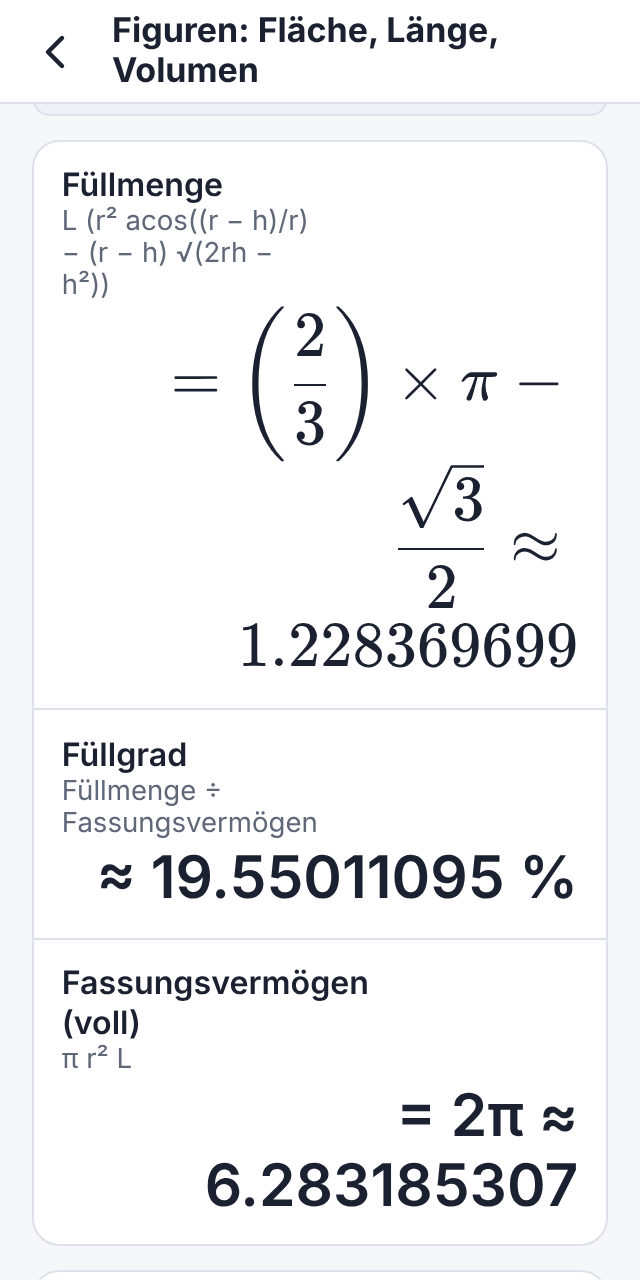 Figuren: Fläche, Länge,
Volumen
Füllmenge
L (r² acos((r − h)/r)
− (r − h) √(2rh −
h²))
= (2/3) × π −
√3/2 ≈
1.228369699
Füllgrad
Füllmenge ÷
Fassungsvermögen
≈ 19.55011095 %
Fassungsvermögen
(voll)
π r² L
= 2π ≈
6.283185307